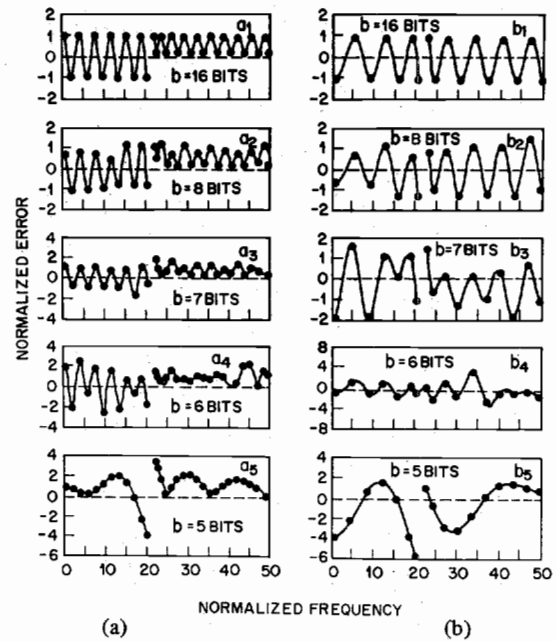 2 a1 2 b=16 BITS b1
1 1
0 0
-1 b=16 BITS -1
-2 -2
2 a2 2 b=8 BITS b2
1 1
0 0
-1 b=8 BITS -1
-2 -2
4 a3 2 b=7BITS b3
2 1
0 0
-2 b=7BITS -1
-4 -2
4 a4 8 b=6 BITS b4
2 4
0 0
-2 b=6 BITS -4
-4 -8
4 a5 4 b=5 BITS b5
2 2
0 0
-2 b=5 BITS -2
-4 -4
-6 -6
0 10 20 30 40 50 0 10 20 30 40 50
NORMALIZED ERROR
NORMALIZED FREQUENCY
(a) (b)